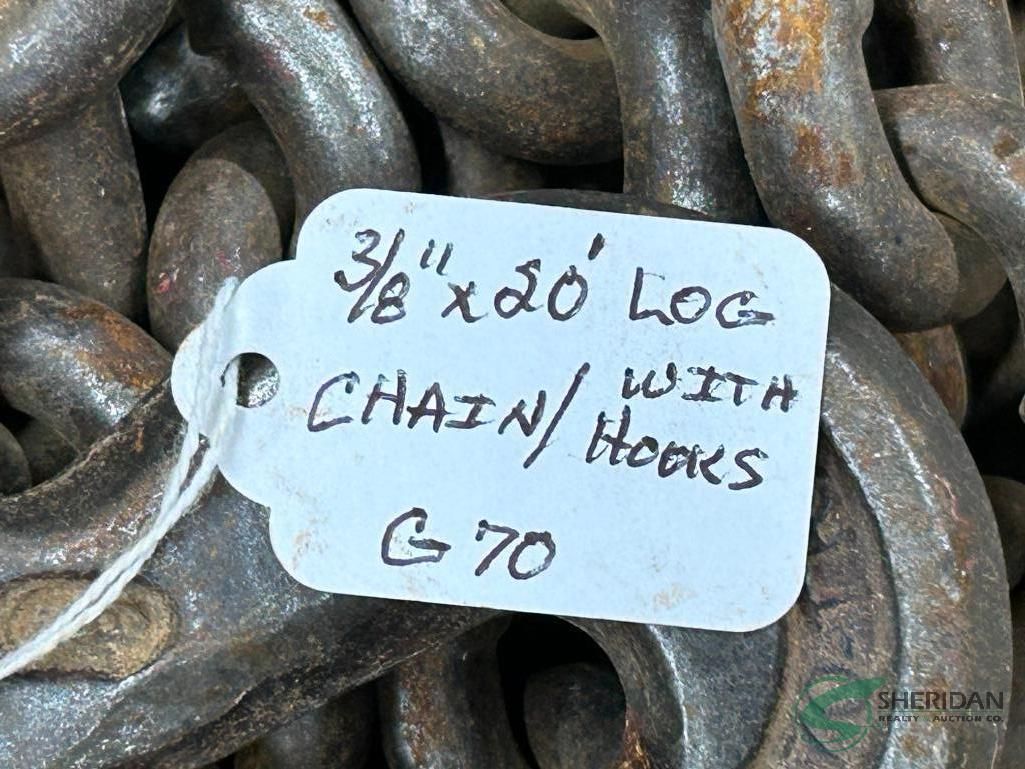 3/8" x 20' LOG
CHAIN/ WITH HOOKS
G 70
SHERIDAN
REALTY & AUCTION CO.